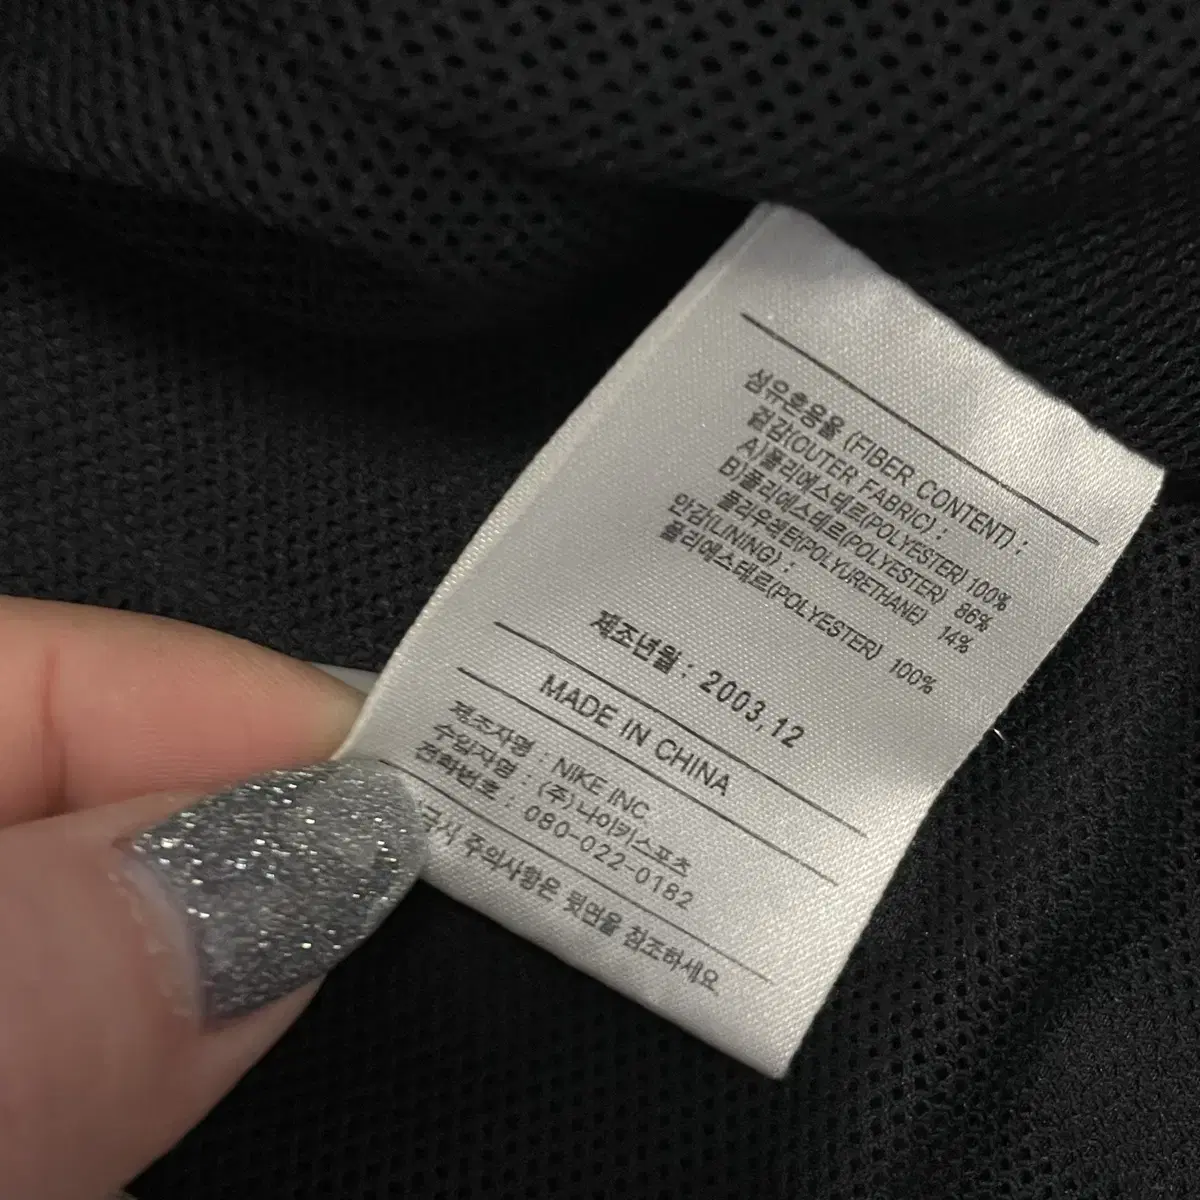 섬유혼용율 (FIBER CONTENT) :
겉감(OUTER FABRIC) :
A)폴리에스테르(POLYESTER) 100%
B)폴리에스테르(POLYESTER) 86%
폴리우레탄(POLYURETHANE) 14%
안감(LINING) :
폴리에스테르(POLYESTER) 100%
제조년월 : 2003,12
MADE IN CHINA
제조자명 : NIKE INC
수입자명 : (주)나이키스포츠
전화번호 : 080-022-0182
주의사항은 뒷면을 참조하세요